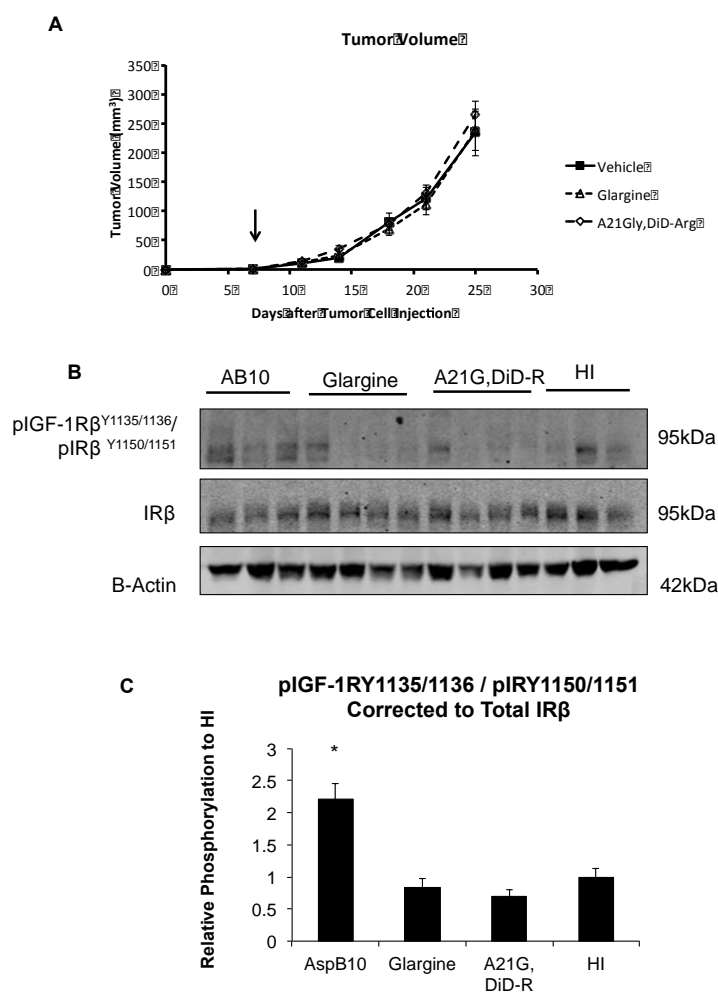 A
Tumor Volume
350
300
250
200
150
100
50
0
Tumor Volume (mm³)
0 5 10 15 20 25 30
Days after Tumor Cell Injection
Vehicle
Glargine
A21Gly,DiD-Arg
B
AB10 Glargine A21G,DiD-R HI
pIGF-1Rβ^Y1135/1136/
pIRβ ^Y1150/1151
95kDa
IRβ
95kDa
B-Actin
42kDa
C
pIGF-1RY1135/1136 / pIRY1150/1151
Corrected to Total IRβ
Relative Phosphorylation to HI
3
2.5
2
1.5
1
0.5
0
*
AspB10 Glargine A21G, HI
DiD-R